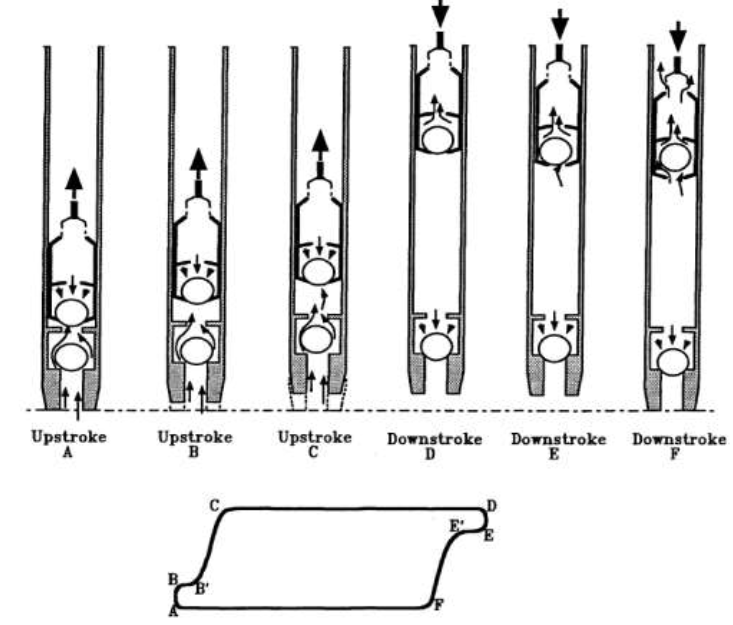 Upstroke Upstroke Upstroke Downstroke Downstroke Downstroke
A B C D E F
C D
E' E
B B'
A F